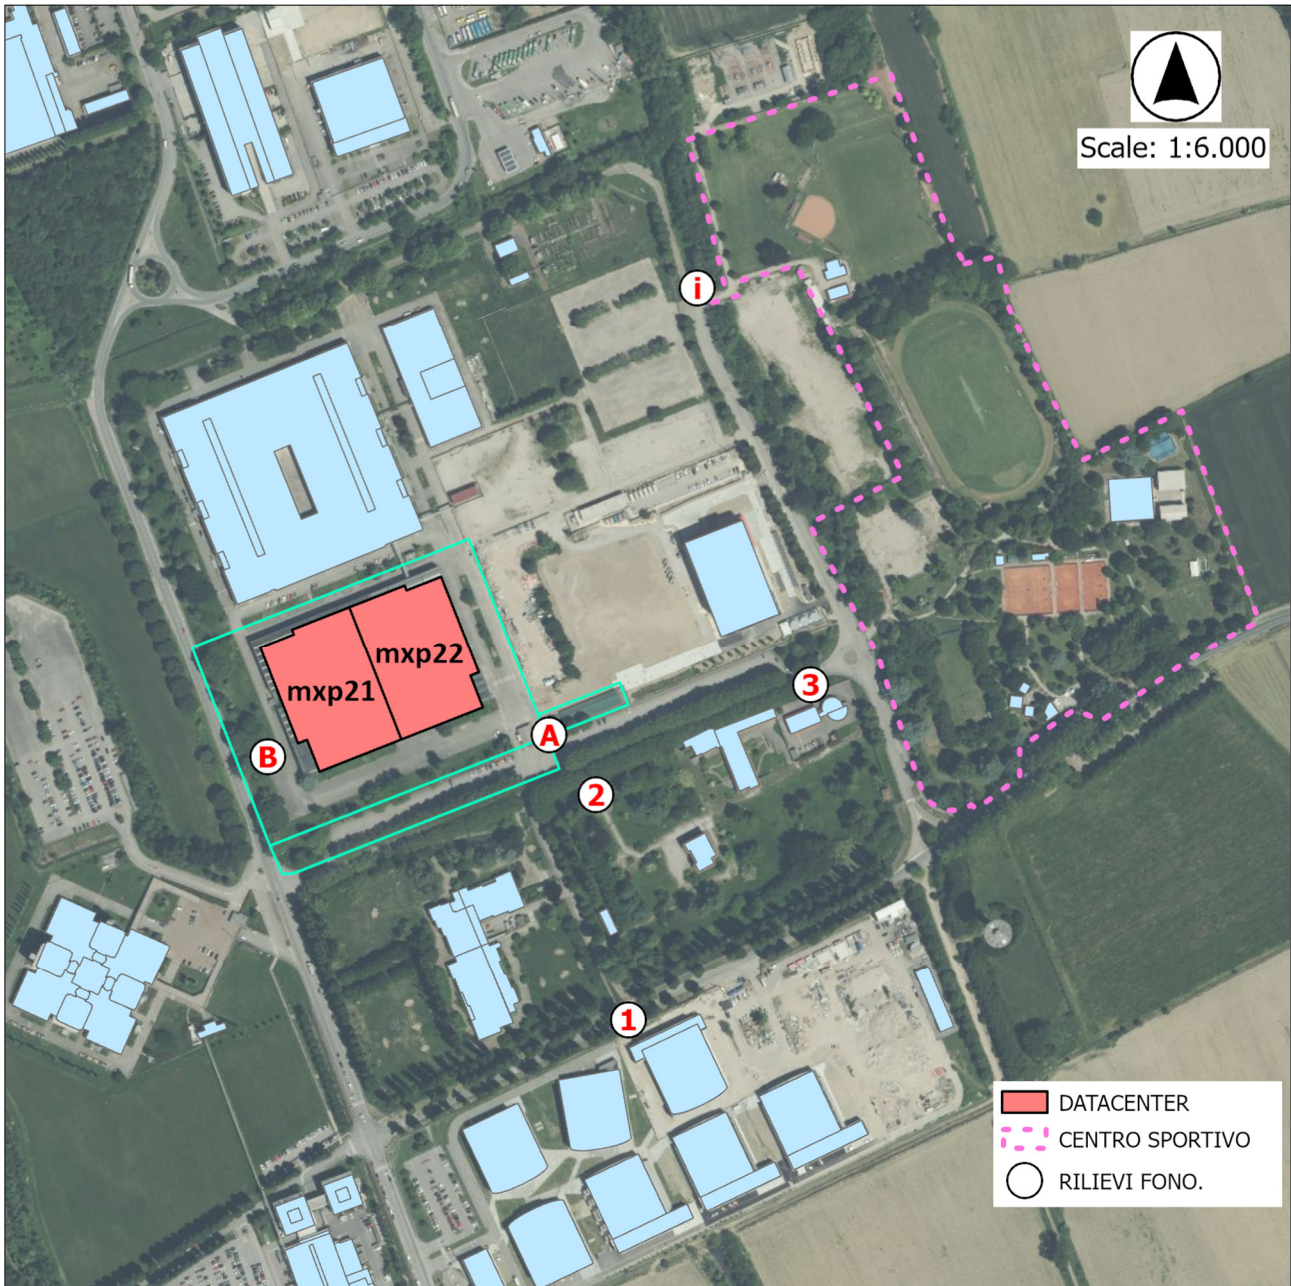 Scale: 1:6.000
i
mxp22
mxp21
3
A
B
2
1
DATACENTER
CENTRO SPORTIVO
RILIEVI FONO.